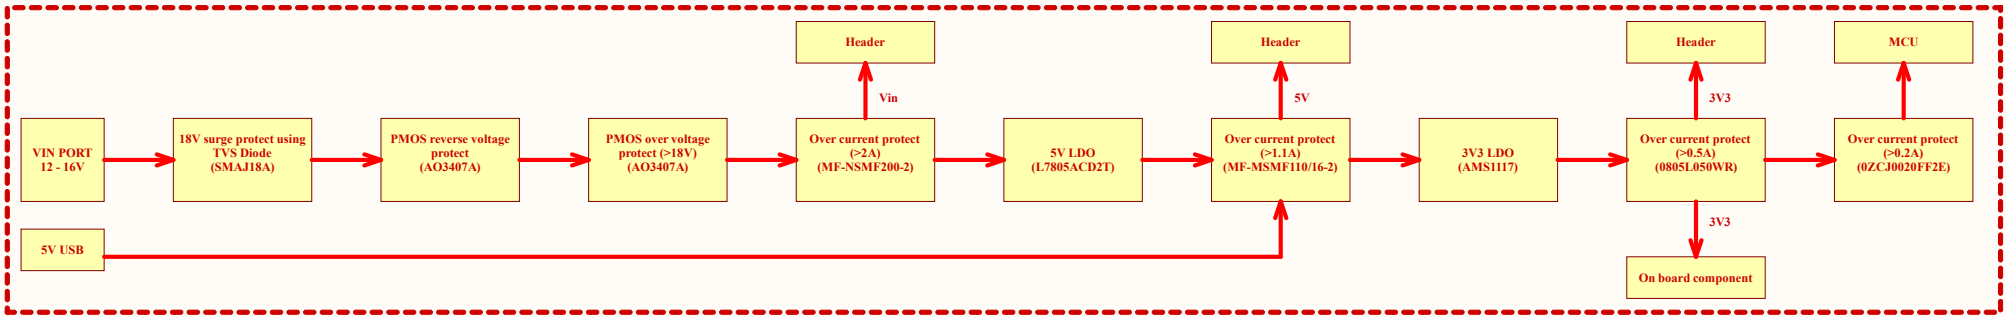 Header
Header
Header
MCU
Vin
5V
3V3
VIN PORT
12 - 16V
18V surge protect using
TVS Diode
(SMAJ18A)
PMOS reverse voltage
protect
(AO3407A)
PMOS over voltage
protect (>18V)
(AO3407A)
Over current protect
(>2A)
(MF-NSMF200-2)
5V LDO
(L7805ACD2T)
Over current protect
(>1.1A)
(MF-MSMF110/16-2)
3V3 LDO
(AMS1117)
Over current protect
(>0.5A)
(0805L050WR)
Over current protect
(>0.2A)
(0ZCJ0020FF2E)
3V3
5V USB
On board component